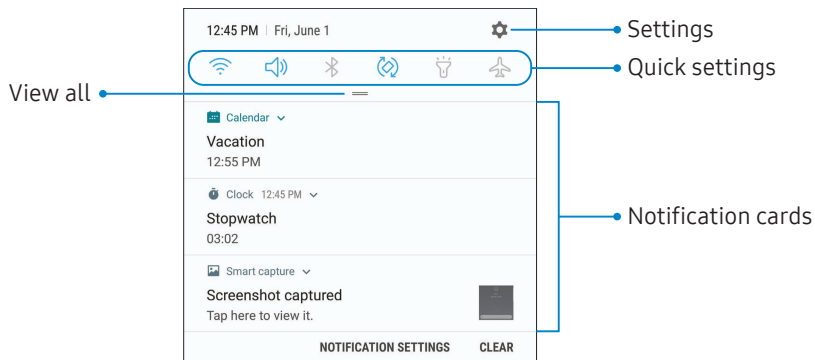 12:45 PM | Fri, June 1
Settings
Quick settings
View all
Calendar
Vacation
12:55 PM
Clock 12:45 PM
Stopwatch
03:02
Notification cards
Smart capture
Screenshot captured
Tap here to view it.
NOTIFICATION SETTINGS CLEAR